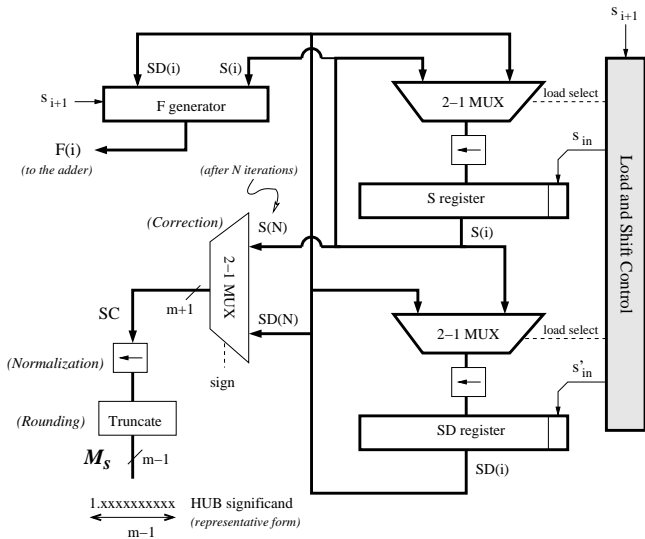 s i+1
SD(i)
S(i)
s i+1
F generator
2–1 MUX
load select
F(i)
(to the adder)
s in
(after N iterations)
S register
Load and Shift Control
(Correction)
S(N)
S(i)
2–1 MUX
m+1
SC
SD(N)
2–1 MUX
load select
(Normalization)
sign
s'in
(Rounding)
Truncate
SD register
Ms
m–1
SD(i)
1.xxxxxxxxxx
HUB significand
(representative form)
m–1